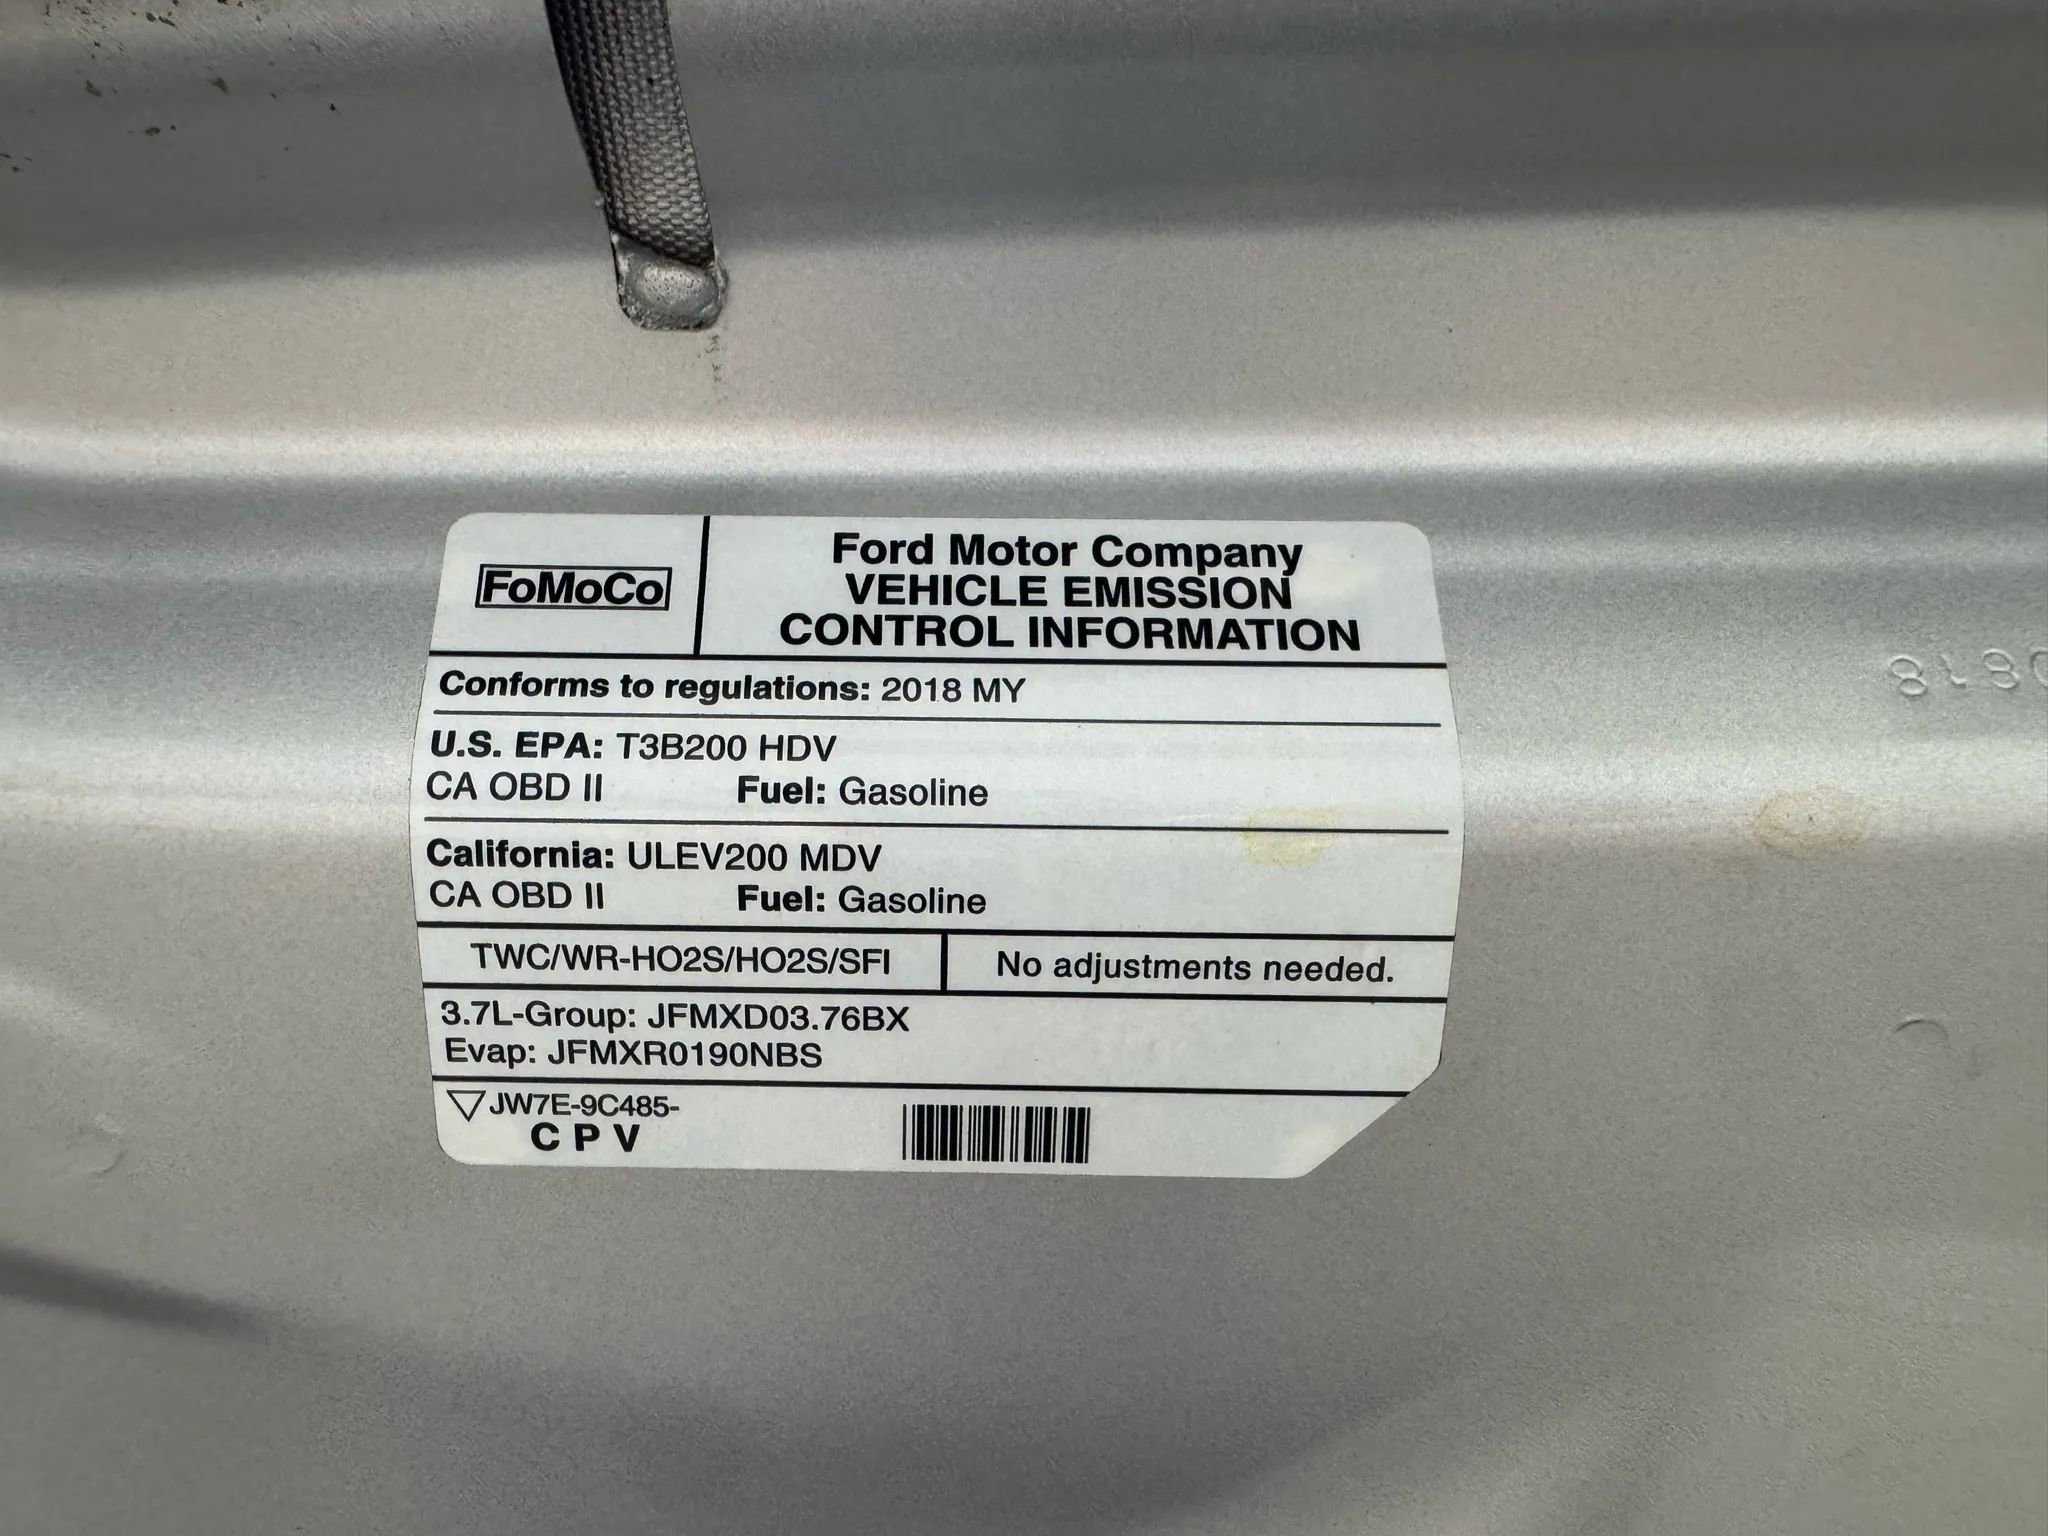 FoMoCo
Ford Motor Company
VEHICLE EMISSION
CONTROL INFORMATION
Conforms to regulations: 2018 MY
U.S. EPA: T3B200 HDV
CA OBD II Fuel: Gasoline
California: ULEV200 MDV
CA OBD II Fuel: Gasoline
TWC/WR-HO2S/HO2S/SFI No adjustments needed.
3.7L-Group: JFMXD03.76BX
Evap: JFMXR0190NBS
JW7E-9C485-
C P V